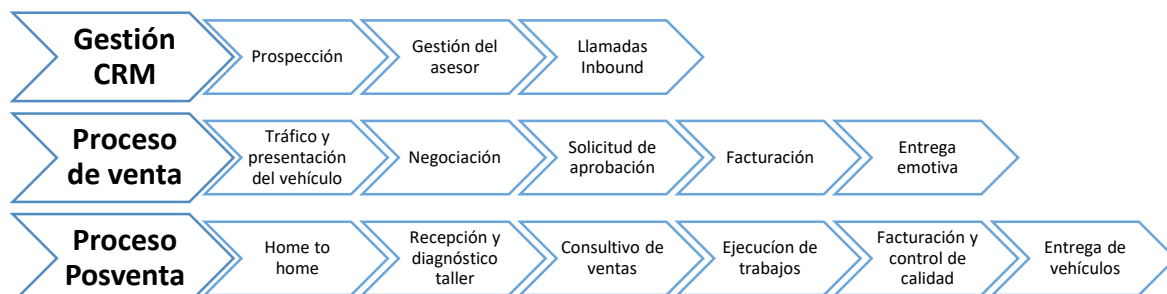 Gestión
CRM
Prospección
Gestión del
asesor
Llamadas
Inbound
Proceso
de venta
Tráfico y
presentación
del vehículo
Negociación
Solicitud de
aprobación
Facturación
Entrega
emotiva
Proceso
Posventa
Home to
home
Recepción y
diagnóstico
taller
Consultivo de
ventas
Ejecucíon de
trabajos
Facturación y
control de
calidad
Entrega de
vehículos